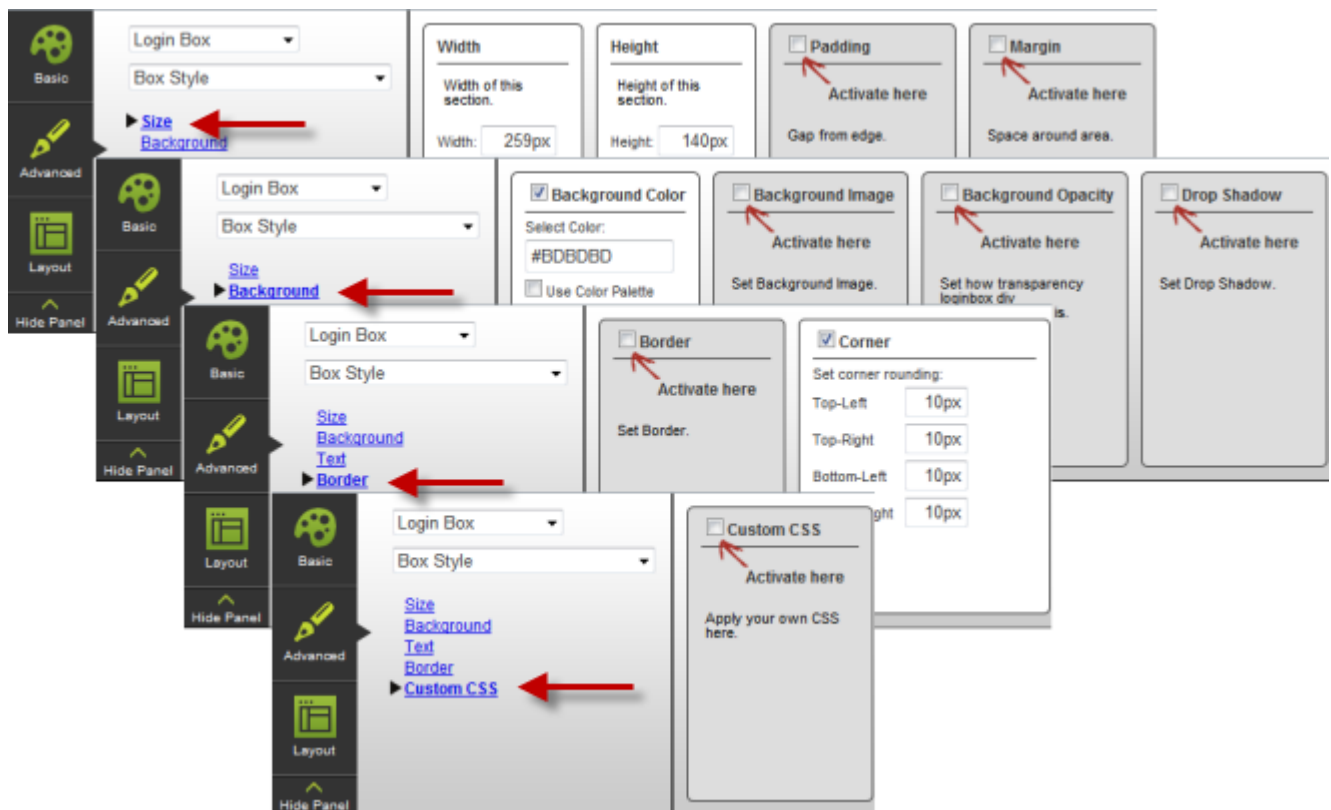 Basic
Advanced
Layout
Hide Panel
Login Box
Box Style
Size
Background
Width
Width of this
section.
Width: 259px
Height
Height of this
section.
Height: 140px
Padding
Activate here
Gap from edge.
Margin
Activate here
Space around area.
Basic
Advanced
Layout
Hide Panel
Login Box
Box Style
Size
Background
Background Color
Select Color:
#BDBDBD
Use Color Palette
Background Image
Activate here
Set Background Image.
Background Opacity
Activate here
Set how transparency
loginbox div
is.
Drop Shadow
Activate here
Set Drop Shadow.
Basic
Advanced
Layout
Hide Panel
Login Box
Box Style
Size
Background
Text
Border
Border
Activate here
Set Border.
Corner
Set corner rounding:
Top-Left 10px
Top-Right 10px
Bottom-Left 10px
ght 10px
Basic
Advanced
Layout
Hide Panel
Login Box
Box Style
Size
Background
Text
Border
Custom CSS
Custom CSS
Activate here
Apply your own CSS
here.